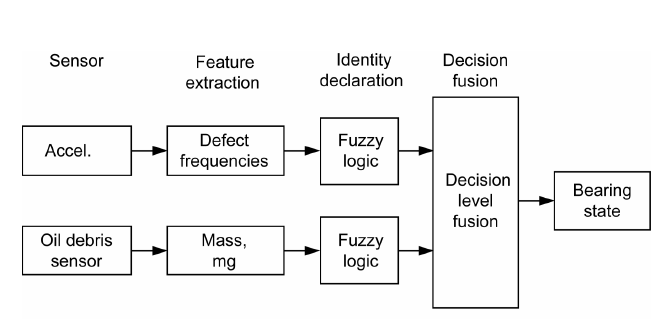 Sensor
Feature
extraction
Identity
declaration
Decision
fusion
Accel.
Defect
frequencies
Fuzzy
logic
Decision
level
fusion
Bearing
state
Oil debris
sensor
Mass,
mg
Fuzzy
logic